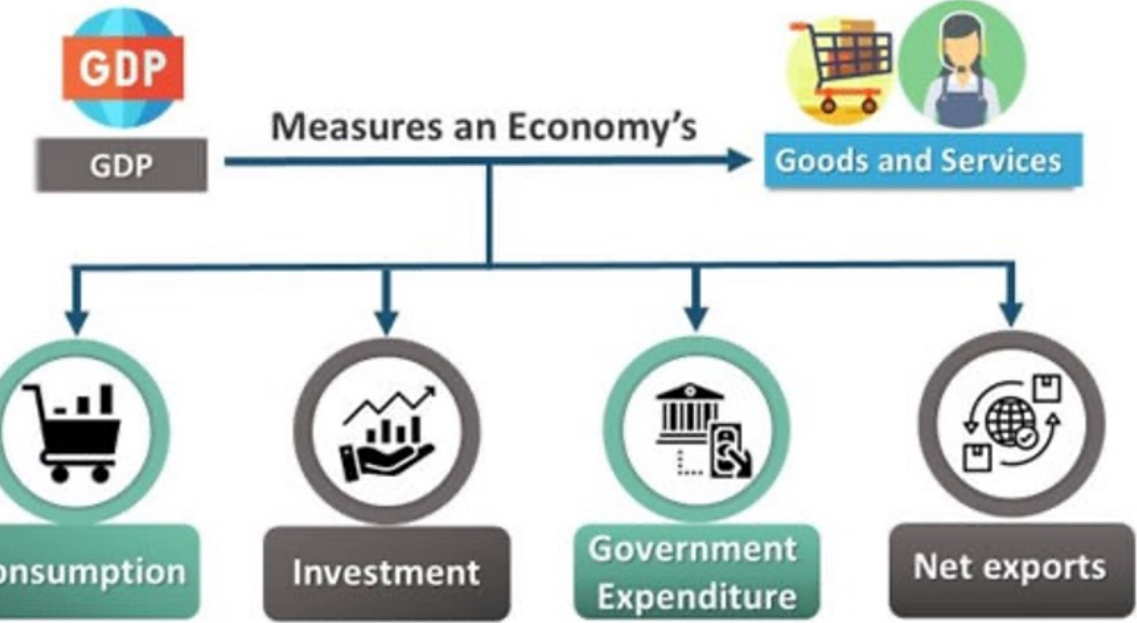 GDP
GDP
Measures an Economy's
Goods and Services
onsumption
Investment
Government
Expenditure
Net exports